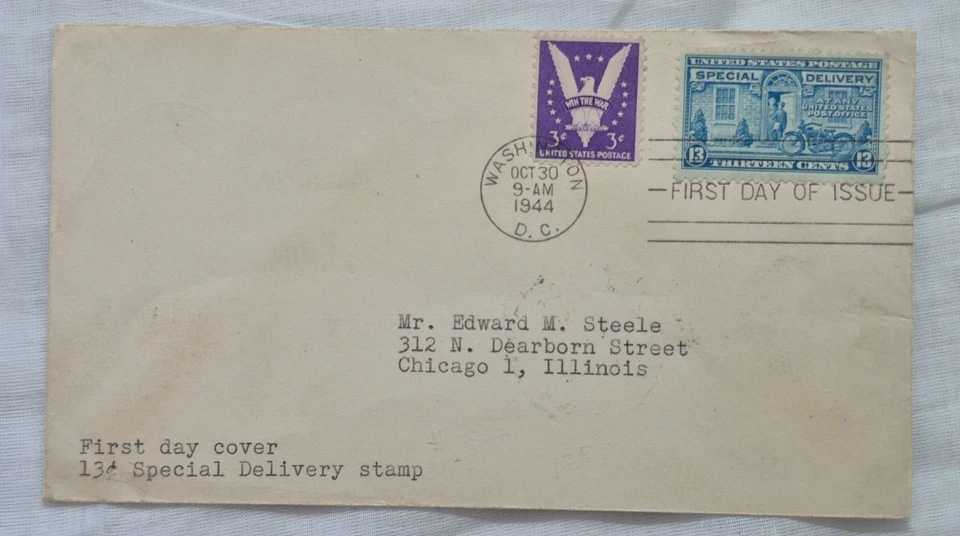 WIN THE WAR
3¢ 3¢
UNITED STATES POSTAGE
UNITED STATES POSTAGE
SPECIAL DELIVERY
AT ANY
UNITED STATES
POST OFFICE
13 THIRTEEN CENTS 13
WASHINGTON
OCT 30
9-AM
1944
D. C.
FIRST DAY OF ISSUE
Mr. Edward M. Steele
312 N. Dearborn Street
Chicago 1, Illinois
First day cover
13¢ Special Delivery stamp